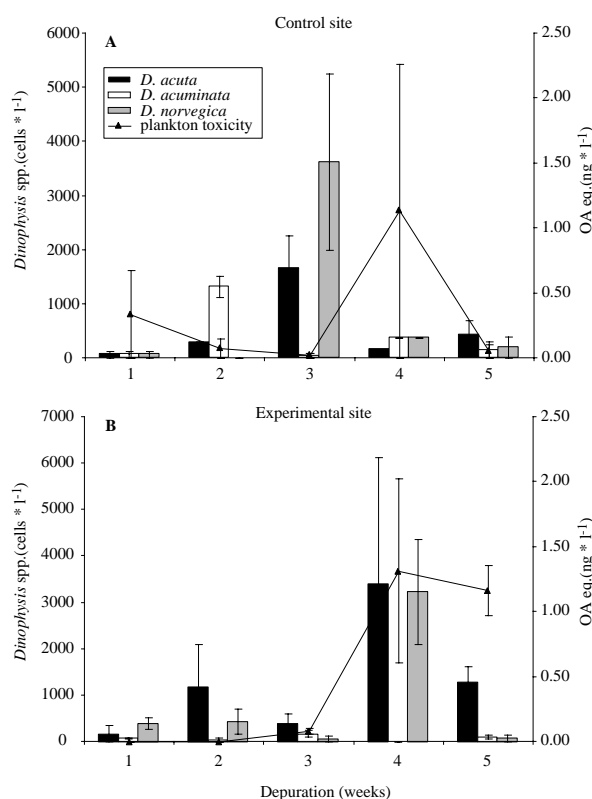 Control site
A
6000
5000
4000
3000
2000
1000
0
2.50
2.00
1.50
1.00
0.50
0.00
Dinophysis spp.(cells * l-1)
OA eq.(ng * l-1)
D. acuta
D. acuminata
D. norvegica
plankton toxicity
1 2 3 4 5
Experimental site
B
7000
6000
5000
4000
3000
2000
1000
0
2.50
2.00
1.50
1.00
0.50
0.00
Dinophysis spp.(cells * l-1)
OA eq.(ng * l-1)
1 2 3 4 5
Depuration (weeks)